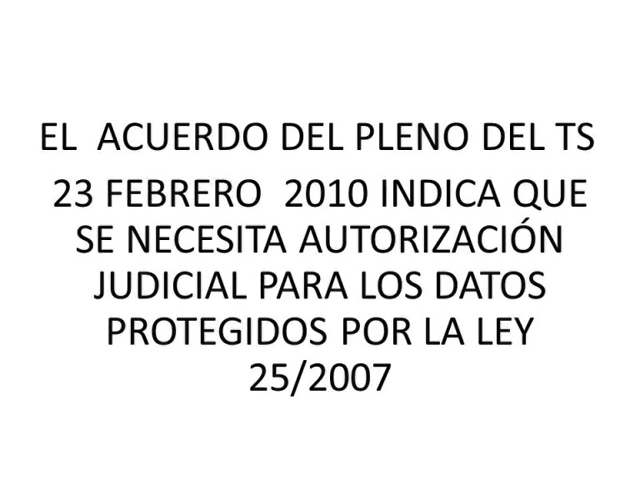 EL  ACUERDO DEL PLENO DEL TS
23 FEBRERO  2010 INDICA QUE
SE NECESITA AUTORIZACIÓN
JUDICIAL PARA LOS DATOS
PROTEGIDOS POR LA LEY
25/2007